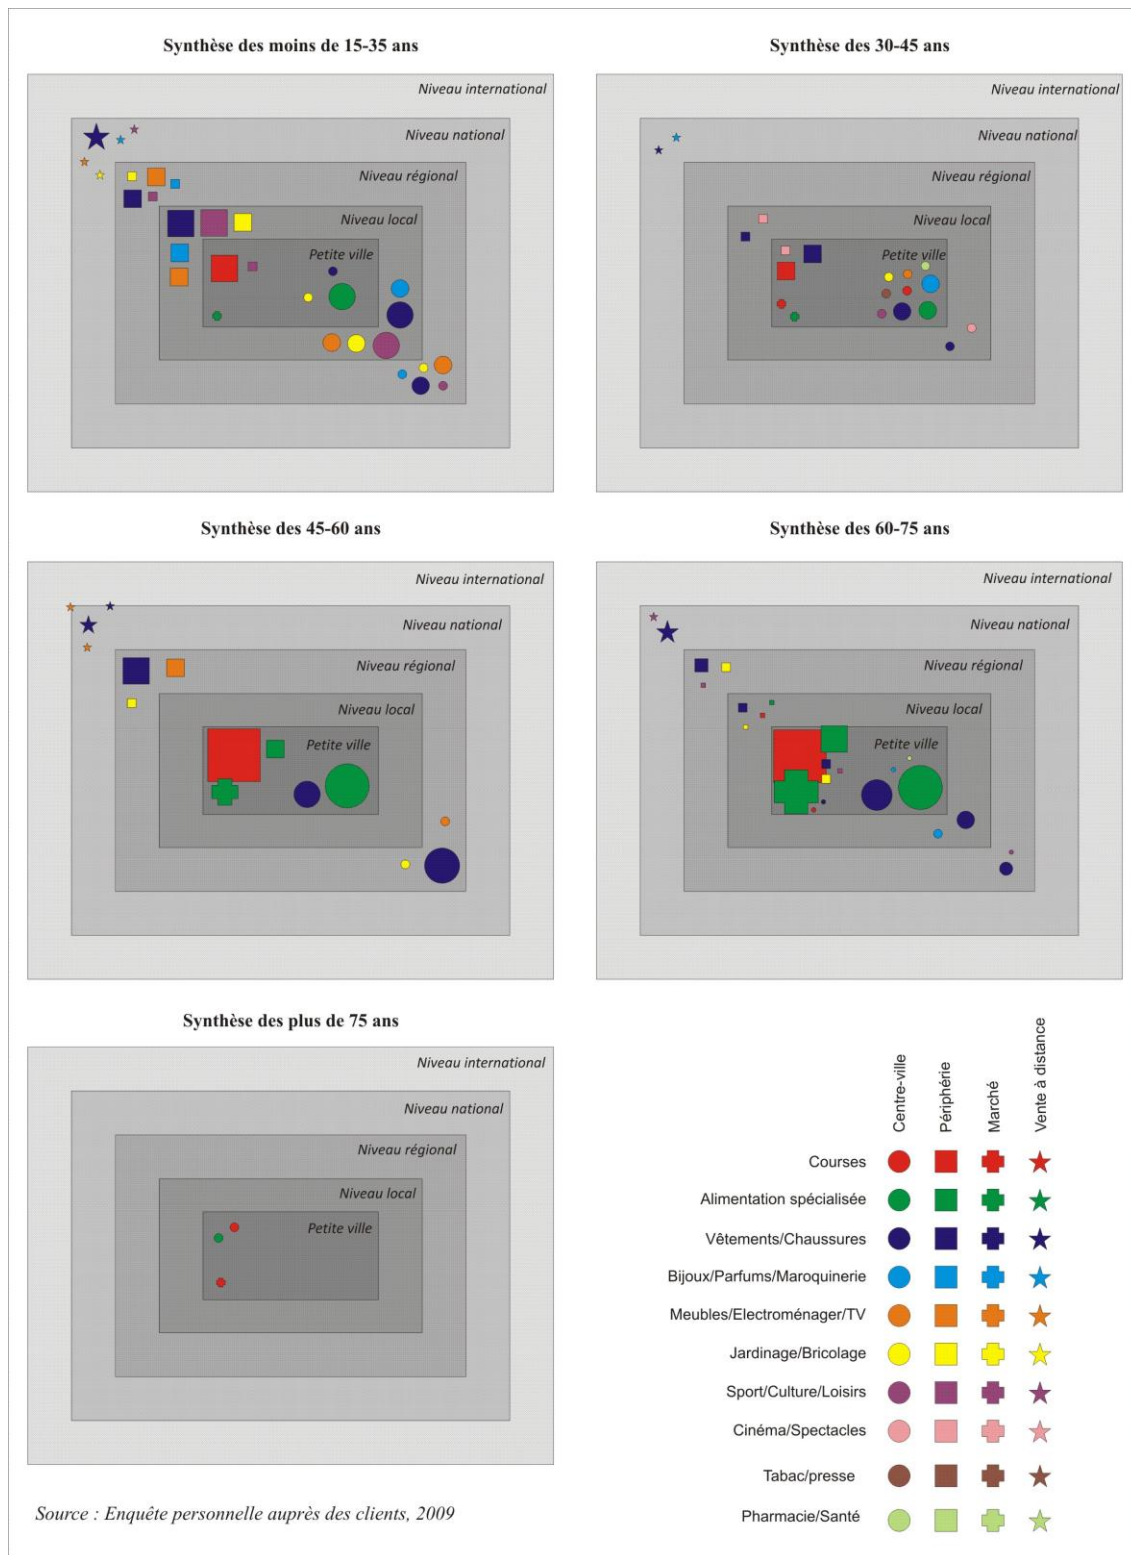 Synthèse des moins de 15-35 ans
Niveau international
Niveau national
Niveau régional
Niveau local
Petite ville
Synthèse des 30-45 ans
Niveau international
Niveau national
Niveau régional
Niveau local
Petite ville
Synthèse des 45-60 ans
Niveau international
Niveau national
Niveau régional
Niveau local
Petite ville
Synthèse des 60-75 ans
Niveau international
Niveau national
Niveau régional
Niveau local
Petite ville
Synthèse des plus de 75 ans
Niveau international
Niveau national
Niveau régional
Niveau local
Petite ville
Centre-ville
Périphérie
Marché
Vente à distance
Courses
Alimentation spécialisée
Vêtements/Chaussures
Bijoux/Parfums/Maroquinerie
Meubles/Electroménager/TV
Jardinage/Bricolage
Sport/Culture/Loisirs
Cinéma/Spectacles
Tabac/presse
Pharmacie/Santé
Source : Enquête personnelle auprès des clients, 2009